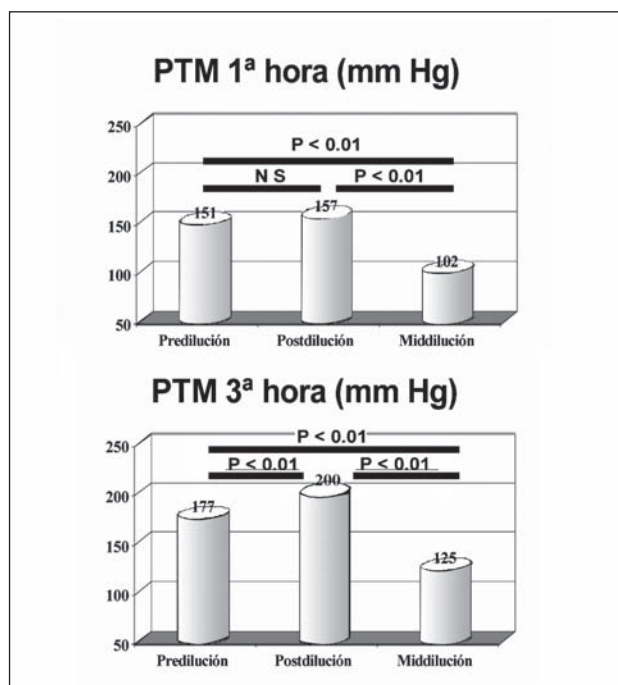 PTM 1ª hora (mm Hg)
250
200
150
100
50
P < 0.01
N S
P < 0.01
151
157
102
Predilución
Postdilución
Middilución
PTM 3ª hora (mm Hg)
250
200
150
100
50
P < 0.01
P < 0.01
P < 0.01
177
200
125
Predilución
Postdilución
Middilución